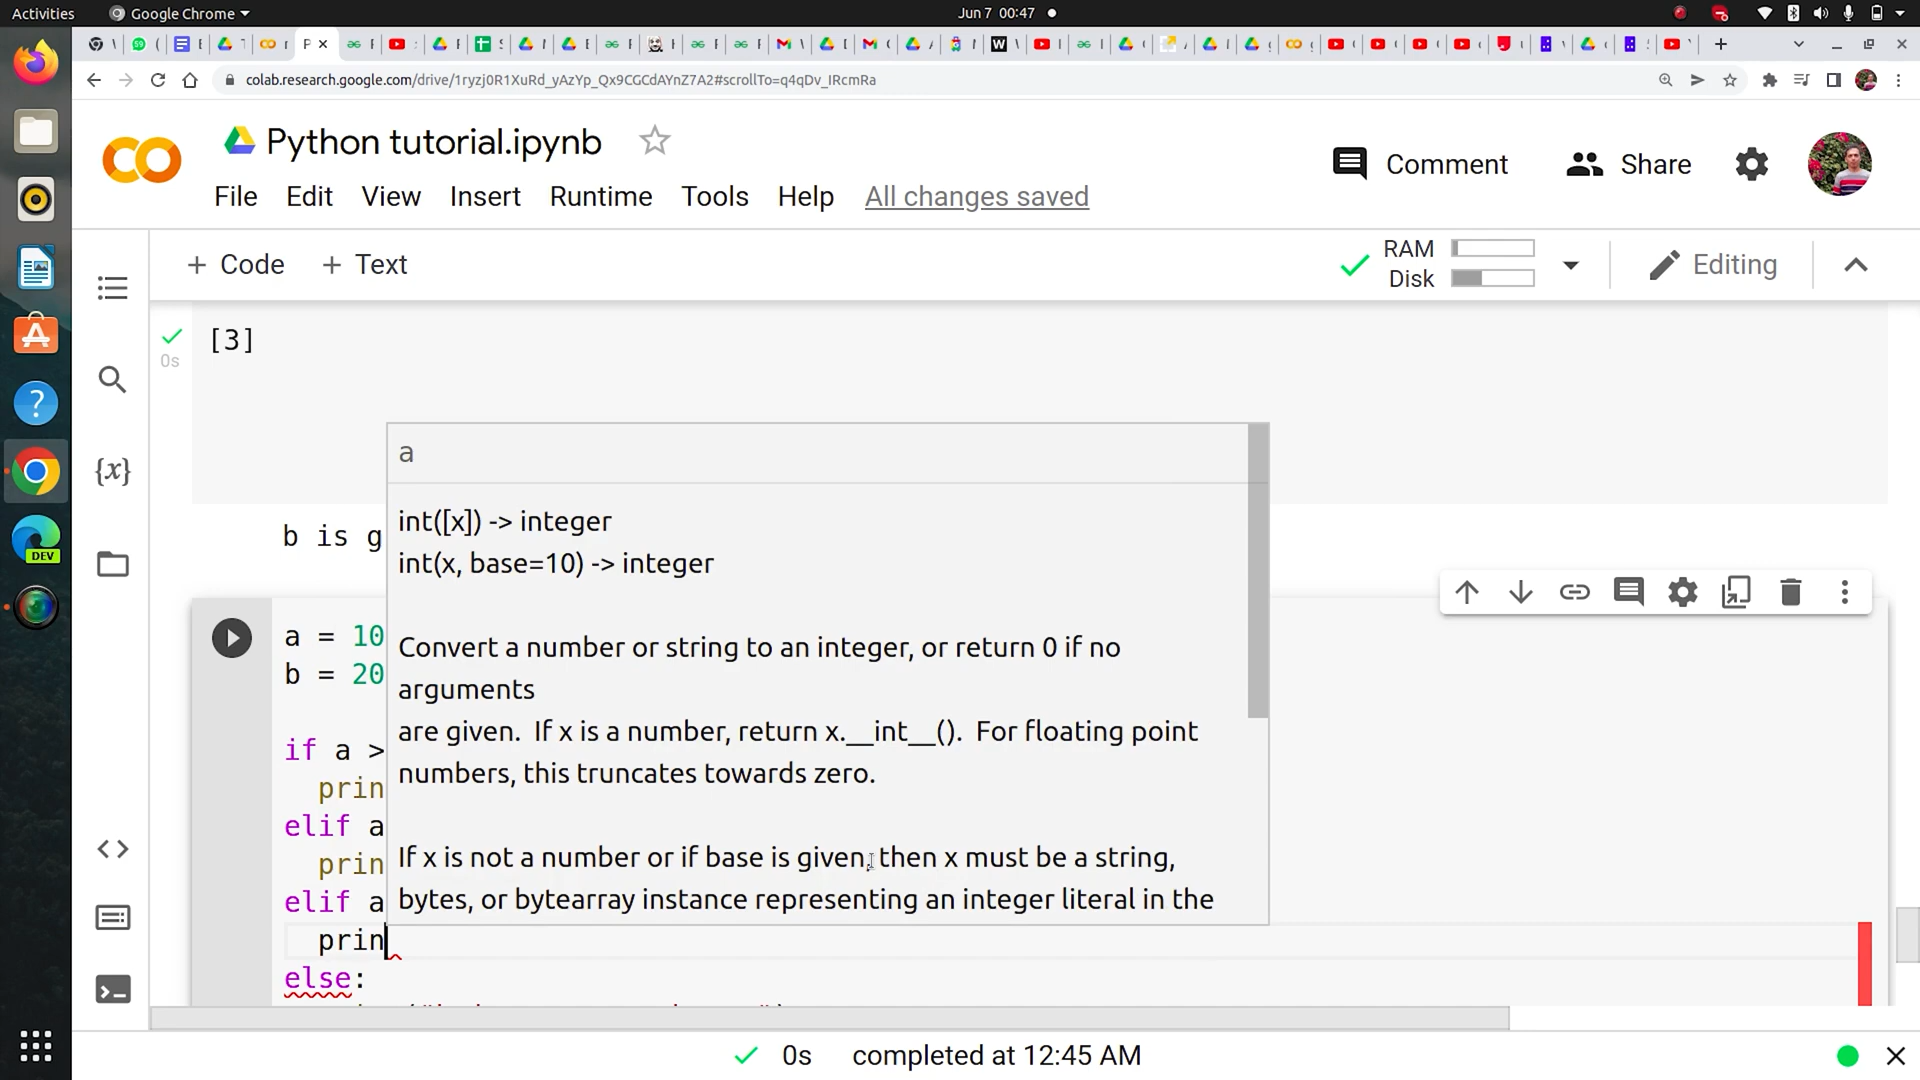 Activities
Google Chrome
Jun 7 00:47
colab.research.google.com/drive/1ryzj0R1XuRd_yAzYp_Qx9CGCdAYnZ7A2#scrollTo=q4qDv_IRcmRa
Python tutorial.ipynb
Comment
Share
File Edit View Insert Runtime Tools Help All changes saved
+ Code + Text
RAM
Disk
Editing
[3]
0s
a
int([x]) -> integer
int(x, base=10) -> integer
Convert a number or string to an integer, or return 0 if no
arguments
are given. If x is a number, return x.__int__(). For floating point
numbers, this truncates towards zero.
If x is not a number or if base is given, then x must be a string,
bytes, or bytearray instance representing an integer literal in the
b is g
a = 10
b = 20
if a >
prin
elif a
prin
elif a
prin
else:
{x}
DEV
0s completed at 12:45 AM